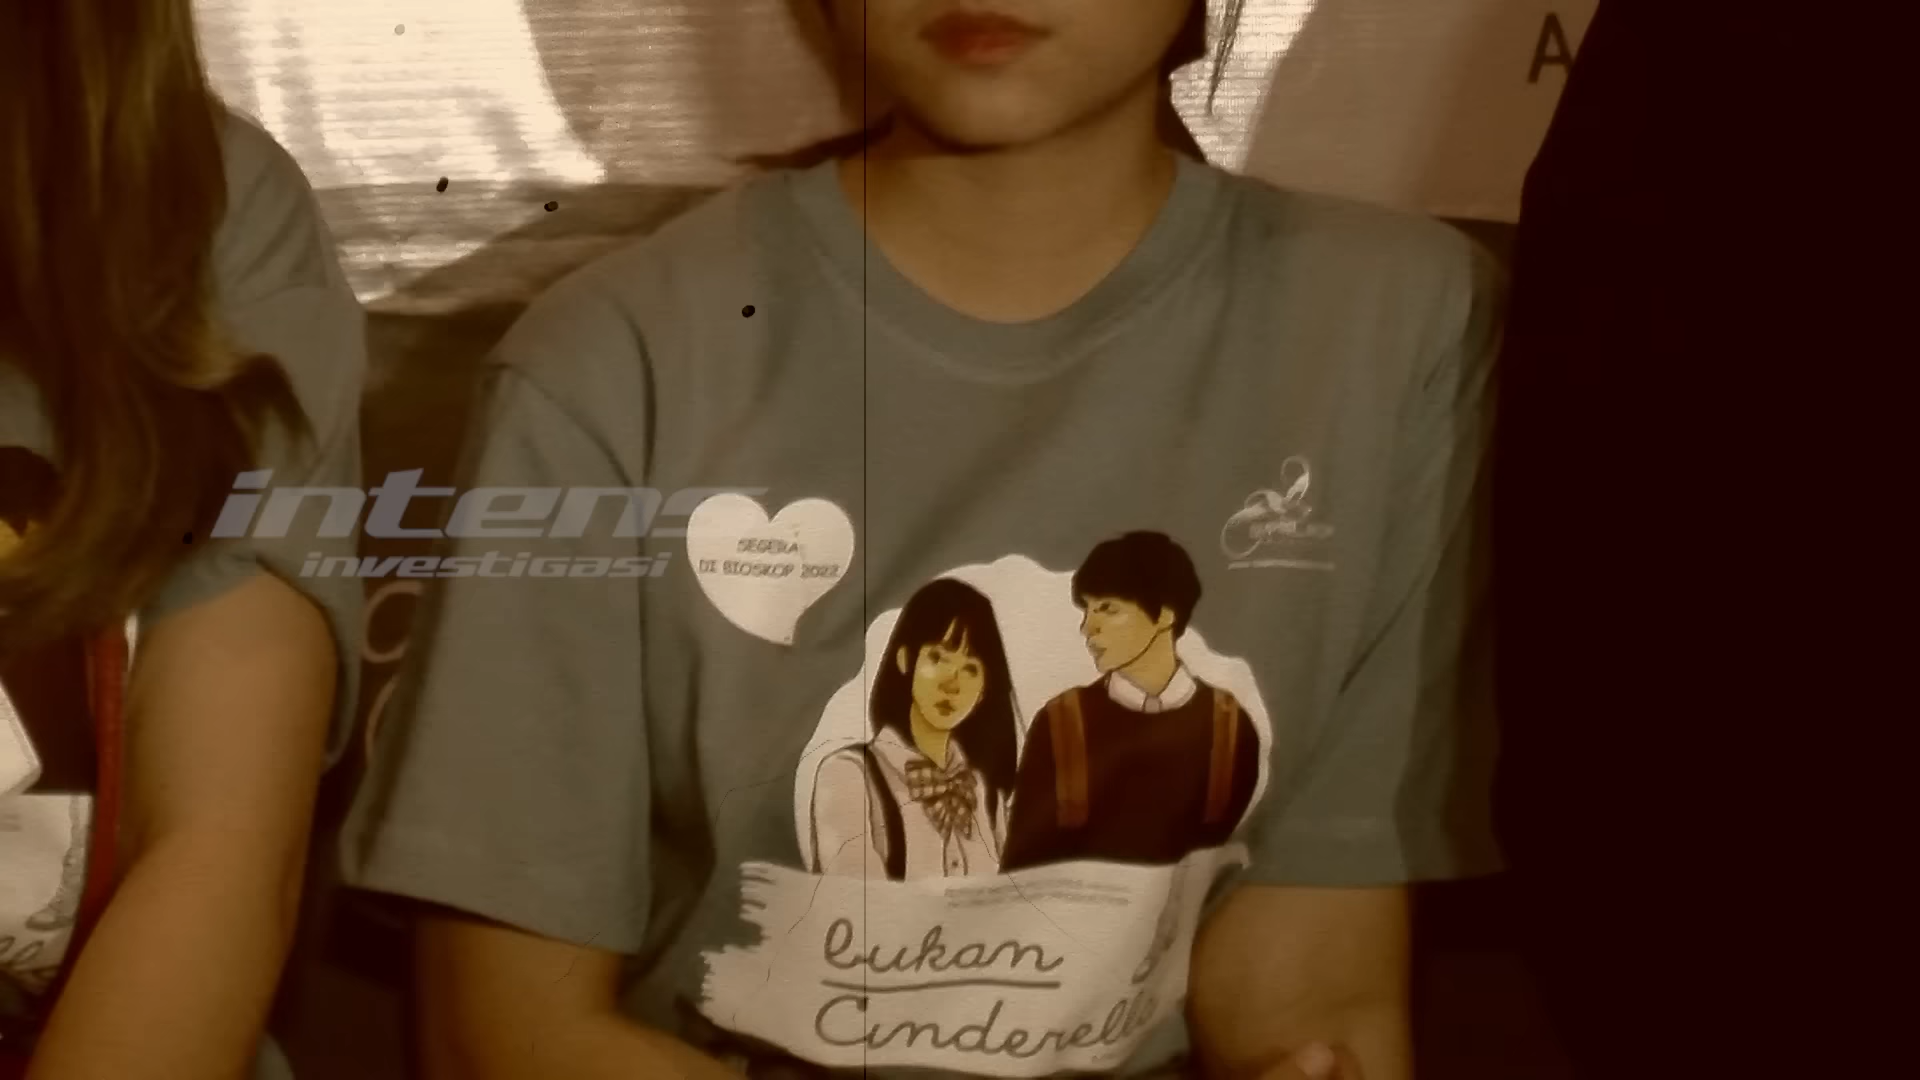 A
intens
investigasi
SEGERA
DI BIOSKOP 2022
bukan
Cinderella